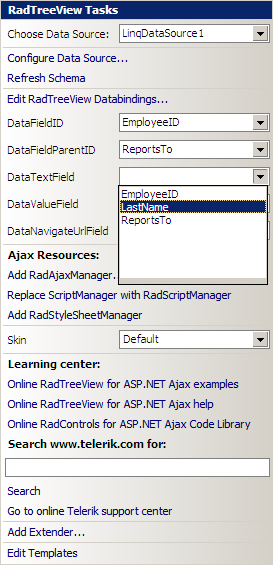 RadTreeView Tasks
Choose Data Source: LinqDataSource1
Configure Data Source...
Refresh Schema
Edit RadTreeView Databindings...
DataFieldID EmployeeID
DataFieldParentID ReportsTo
DataTextField
EmployeeID
DataValueField LastName
ReportsTo
DataNavigateUrlField
Ajax Resources:
Add RadAjaxManager...
Replace ScriptManager with RadScriptManager
Add RadStyleSheetManager
Skin Default
Learning center:
Online RadTreeView for ASP.NET Ajax examples
Online RadTreeView for ASP.NET Ajax help
Online RadControls for ASP.NET Ajax Code Library
Search www.telerik.com for:
Search
Go to online Telerik support center
Add Extender...
Edit Templates